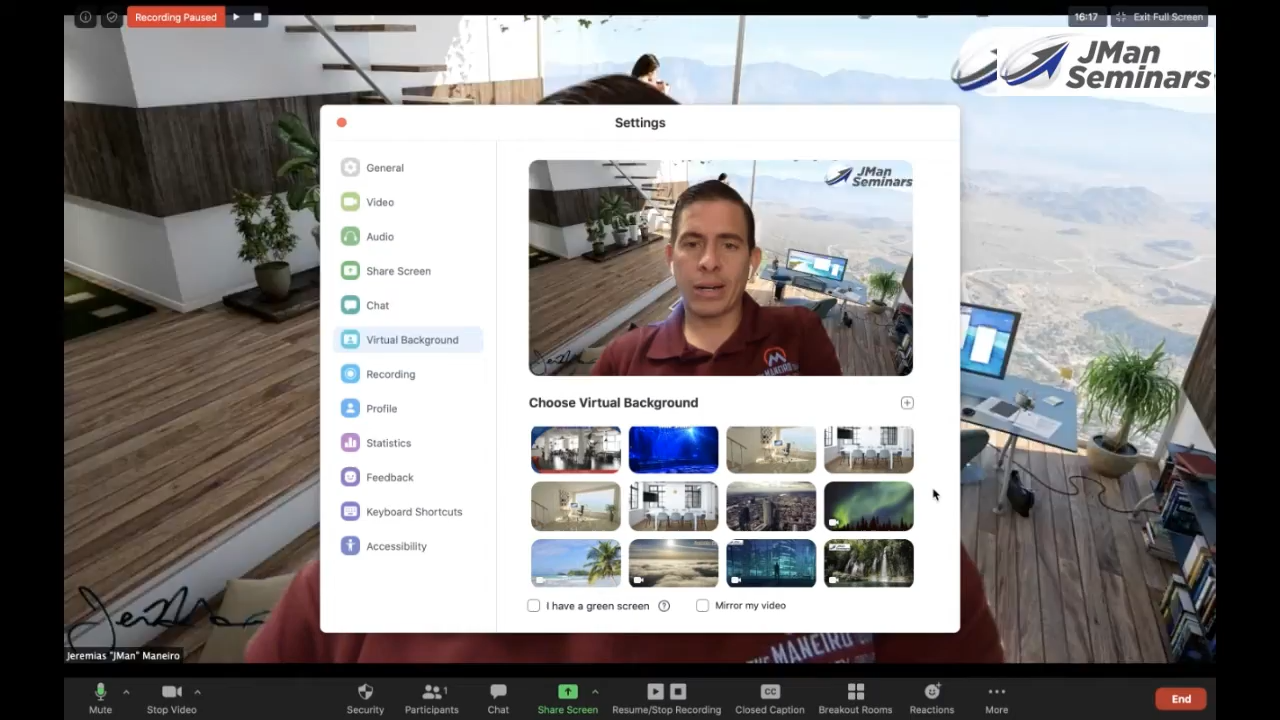 Recording Paused
16:17
Exit Full Screen
JMan
Seminars
Settings
General
Video
Audio
Share Screen
Chat
Virtual Background
Recording
Profile
Statistics
Feedback
Keyboard Shortcuts
Accessibility
JMan
Seminars
Choose Virtual Background
I have a green screen
Mirror my video
MANEIRO
Jeremias "JMan" Maneiro
Mute
Stop Video
Security
Participants
1
Chat
Share Screen
Resume/Stop Recording
CC
Closed Caption
Breakout Rooms
Reactions
More
End